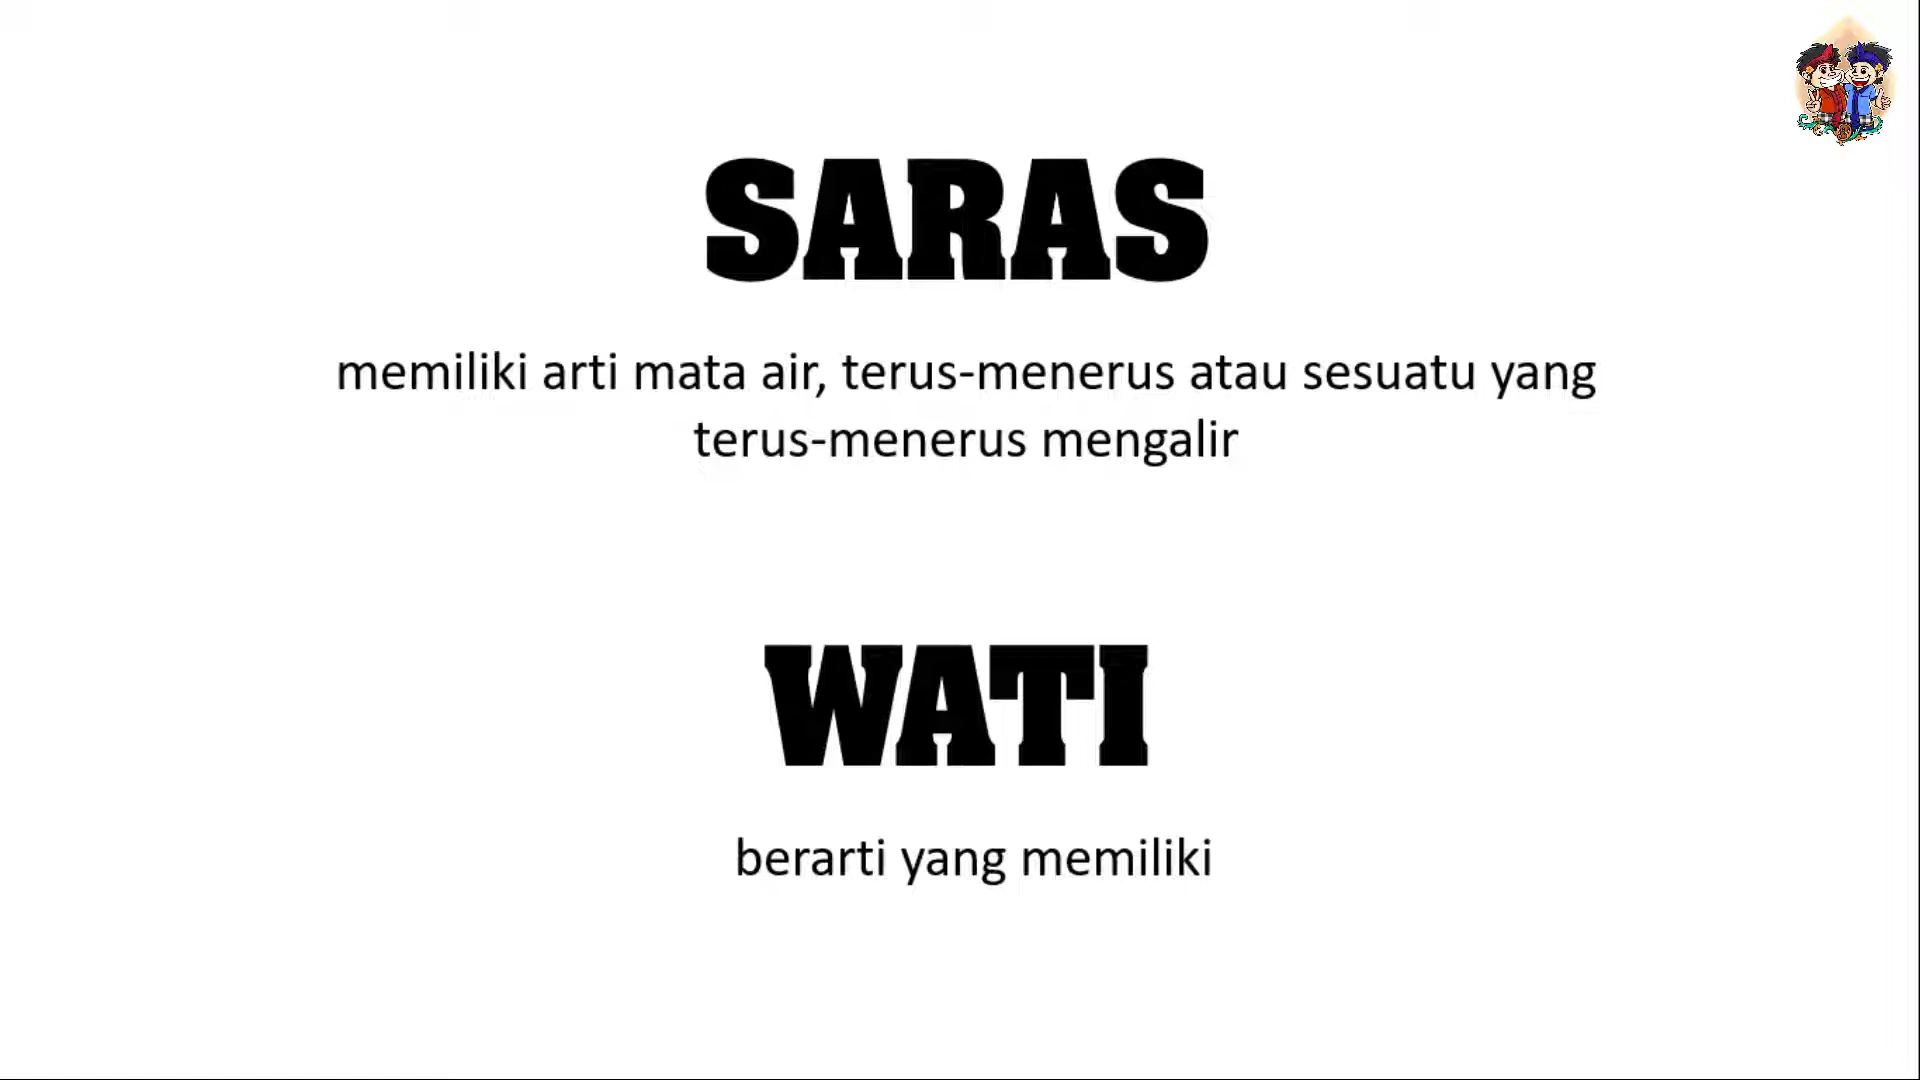 SARAS
memiliki arti mata air, terus-menerus atau sesuatu yang
terus-menerus mengalir
WATI
berarti yang memiliki